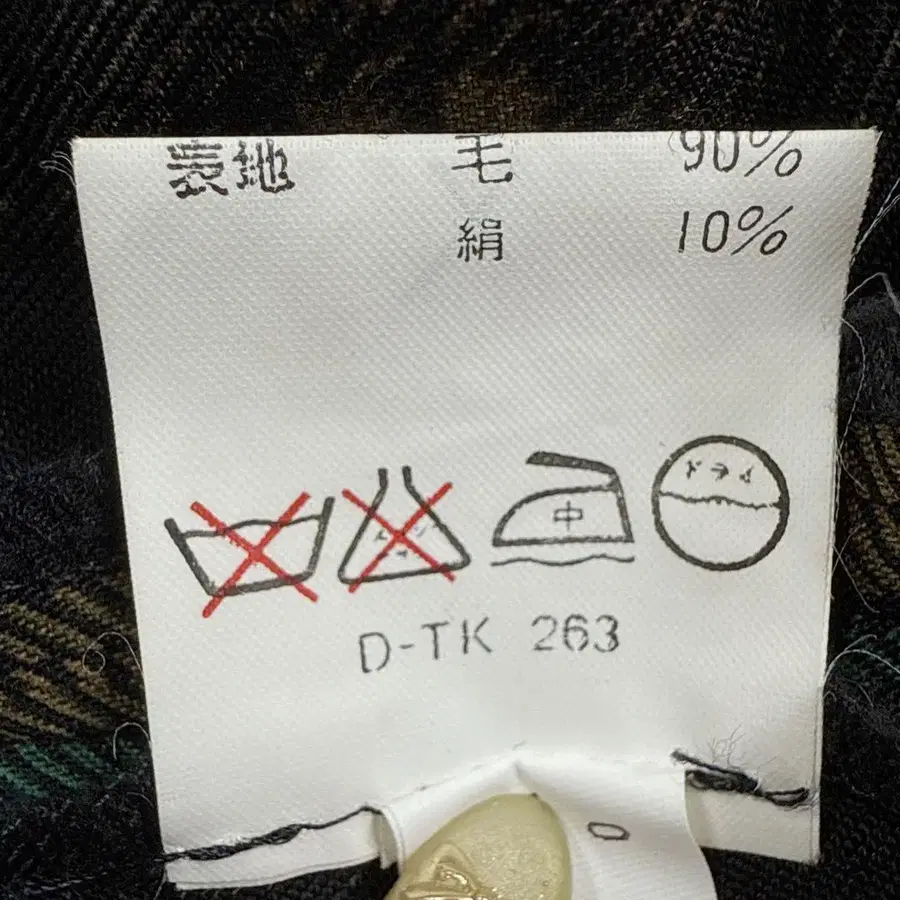 表地 毛 90%
絹 10%
中
ドライ
D-TK 263